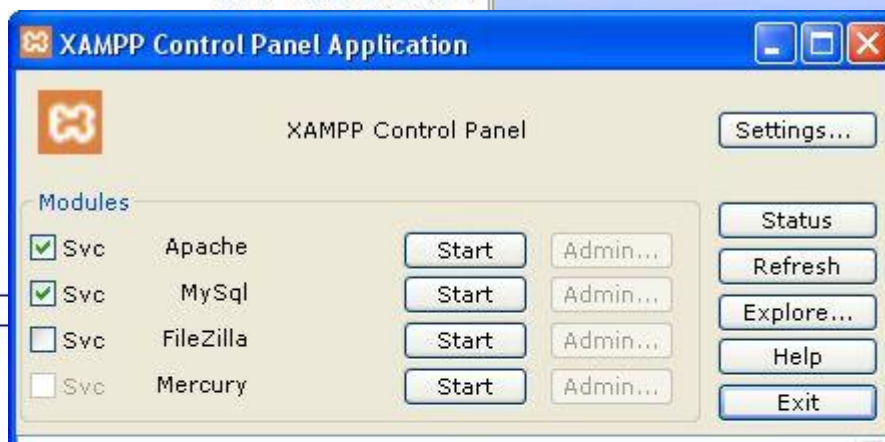 XAMPP Control Panel Application
XAMPP Control Panel
Settings...
Modules
Svc Apache Start Admin...
Svc MySql Start Admin...
Svc FileZilla Start Admin...
Svc Mercury Start Admin...
Status
Refresh
Explore...
Help
Exit